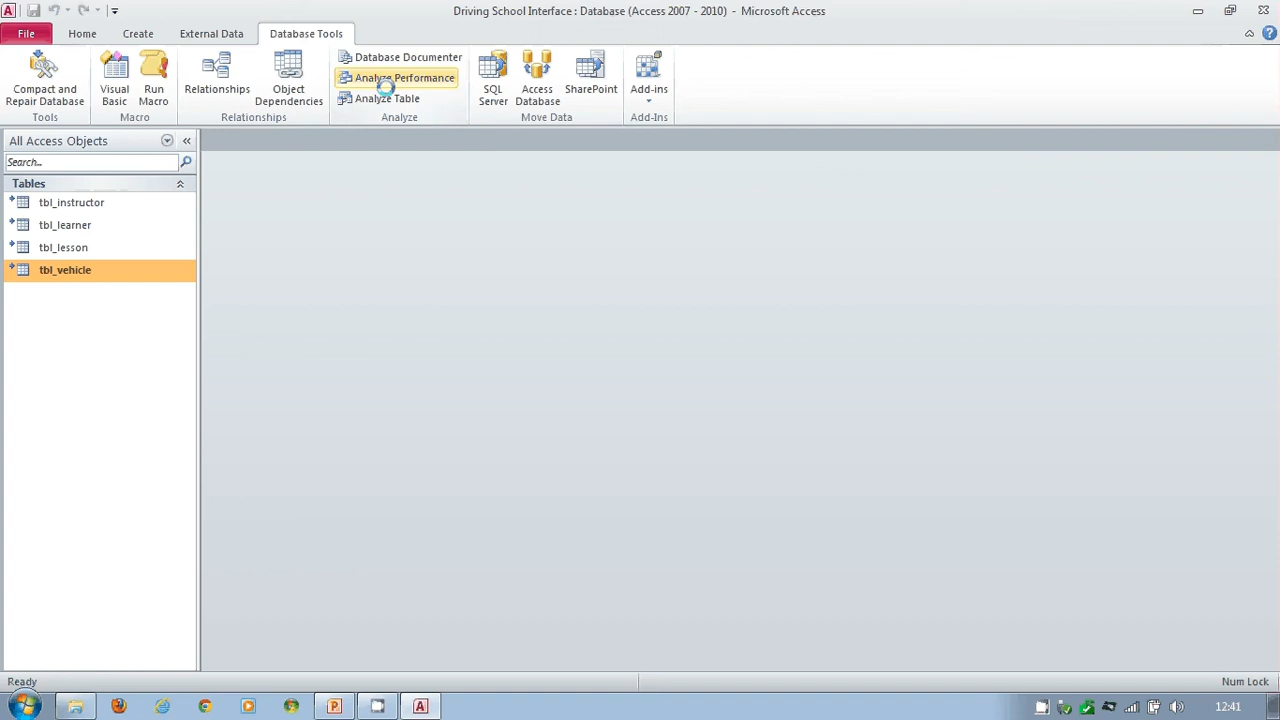 Driving School Interface : Database (Access 2007 - 2010) - Microsoft Access
File Home Create External Data Database Tools
Compact and Repair Database
Visual Basic
Run Macro
Relationships
Object Dependencies
Database Documenter
Analyze Performance
Analyze Table
SQL Server
Access Database
SharePoint
Add-ins
Tools Macro Relationships Analyze Move Data Add-Ins
All Access Objects
Search...
Tables
tbl_instructor
tbl_learner
tbl_lesson
tbl_vehicle
Ready Num Lock
12:41